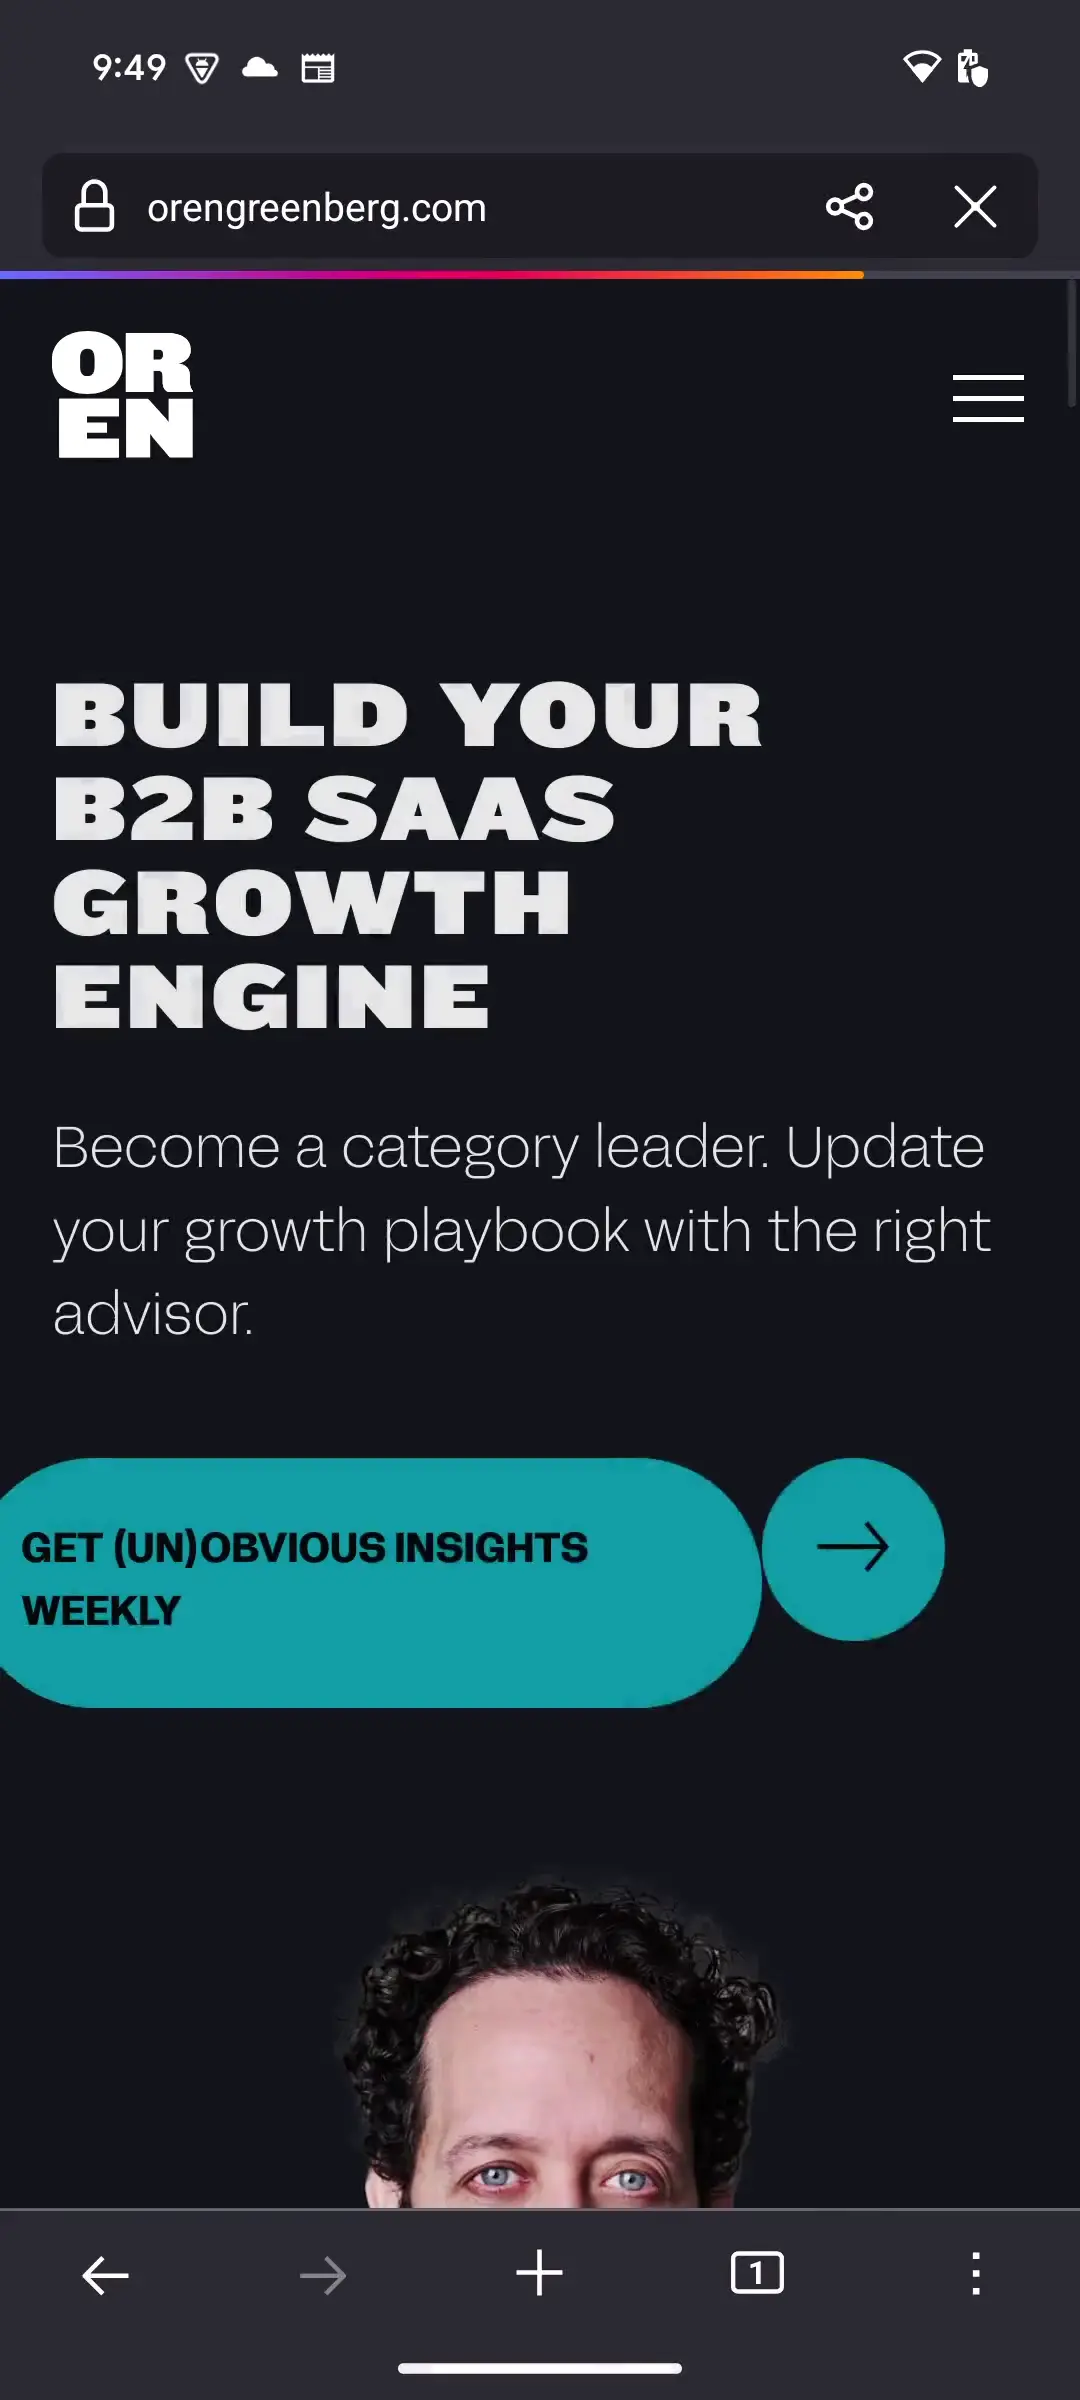 9:49
orengreenberg.com
OR
EN
BUILD YOUR
B2B SAAS
GROWTH
ENGINE
Become a category leader. Update
your growth playbook with the right
advisor.
GET (UN)OBVIOUS INSIGHTS
WEEKLY
1